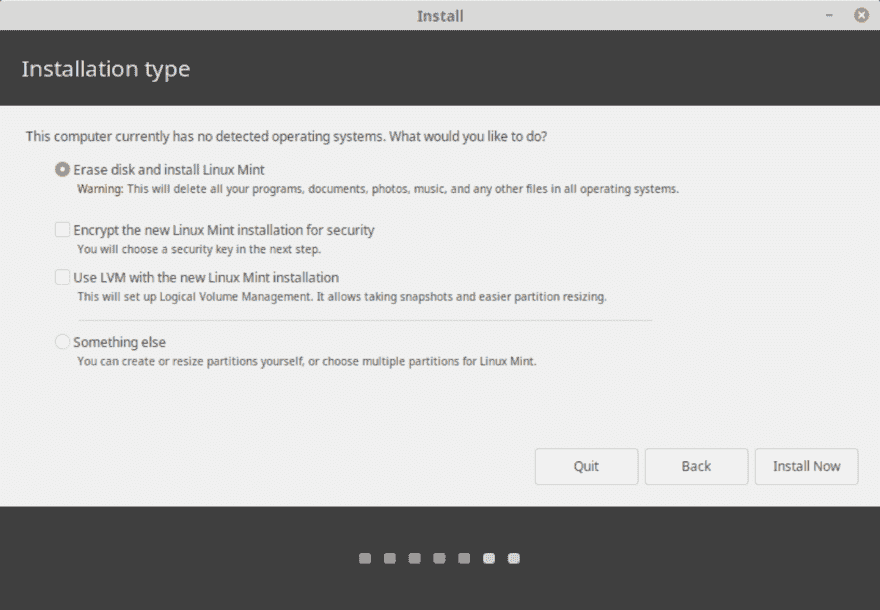 Install
Installation type
This computer currently has no detected operating systems. What would you like to do?
Erase disk and install Linux Mint
Warning: This will delete all your programs, documents, photos, music, and any other files in all operating systems.
Encrypt the new Linux Mint installation for security
You will choose a security key in the next step.
Use LVM with the new Linux Mint installation
This will set up Logical Volume Management. It allows taking snapshots and easier partition resizing.
Something else
You can create or resize partitions yourself, or choose multiple partitions for Linux Mint.
Quit Back Install Now